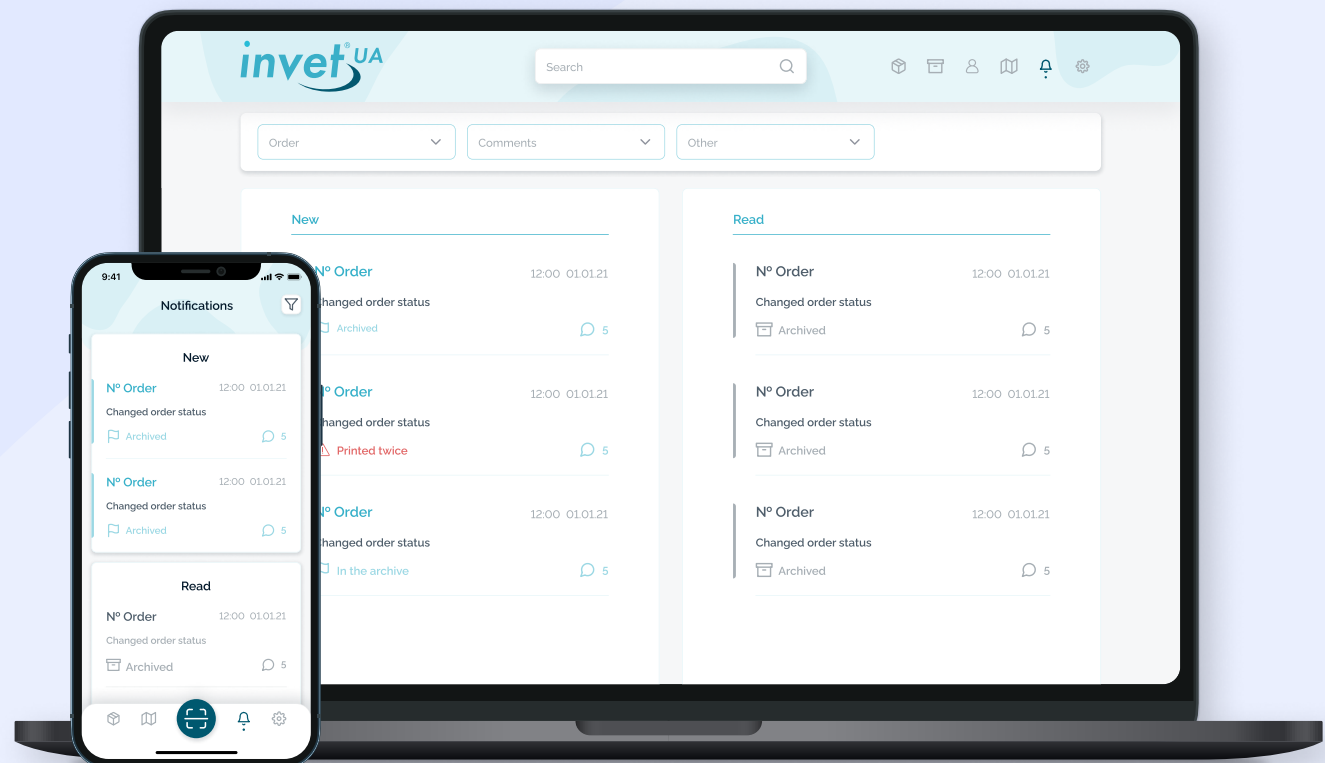 invet® UA
Search
Order
Comments
Other
New
Nº Order 12:00 01.01.21
hanged order status
Archived 5
Nº Order 12:00 01.01.21
hanged order status
Printed twice 5
Nº Order 12:00 01.01.21
hanged order status
In the archive 5
Read
Nº Order 12:00 01.01.21
Changed order status
Archived 5
Nº Order 12:00 01.01.21
Changed order status
Archived 5
Nº Order 12:00 01.01.21
Changed order status
Archived 5
9:41
Notifications
New
Nº Order 12:00 01.01.21
Changed order status
Archived 5
Nº Order 12:00 01.01.21
Changed order status
Archived 5
Read
Nº Order 12:00 01.01.21
Changed order status
Archived 5